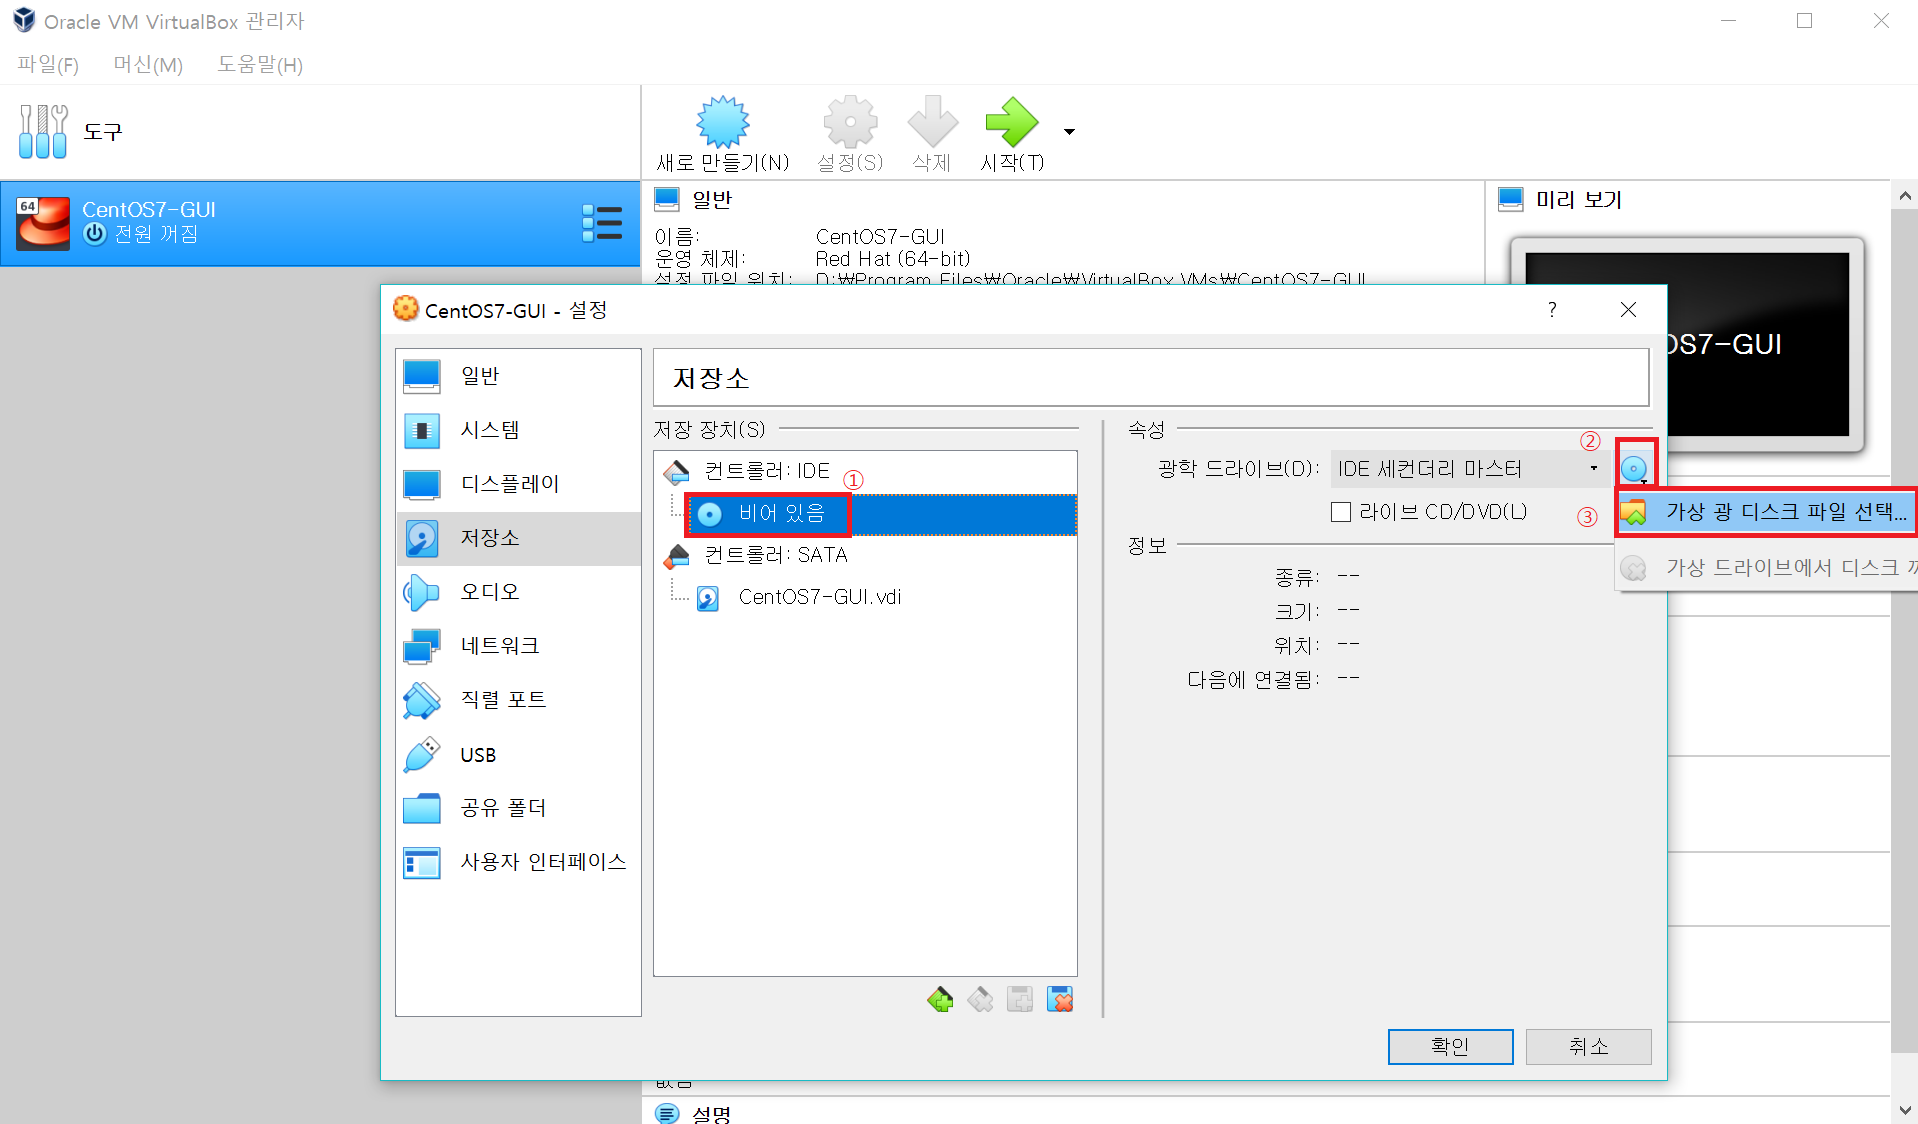 Oracle VM VirtualBox 관리자
파일(F) 머신(M) 도움말(H)
도구
새로 만들기(N) 설정(S) 삭제 시작(T)
64
CentOS7-GUI
전원 꺼짐
일반
이름: CentOS7-GUI
운영 체제: Red Hat (64-bit)
설정 파일 위치: D:₩Program Files₩Oracle₩VirtualBox VMs₩CentOS7-GUI
미리 보기
OS7-GUI
CentOS7-GUI - 설정
?
일반
시스템
디스플레이
저장소
오디오
네트워크
직렬 포트
USB
공유 폴더
사용자 인터페이스
저장소
저장 장치(S)
컨트롤러: IDE
①
비어 있음
컨트롤러: SATA
CentOS7-GUI.vdi
속성
②
광학 드라이브(D): IDE 세컨더리 마스터
라이브 CD/DVD(L)
③
가상 광 디스크 파일 선택...
가상 드라이브에서 디스크
정보
종류: --
크기: --
위치: --
다음에 연결됨: --
확인 취소
없음
설명